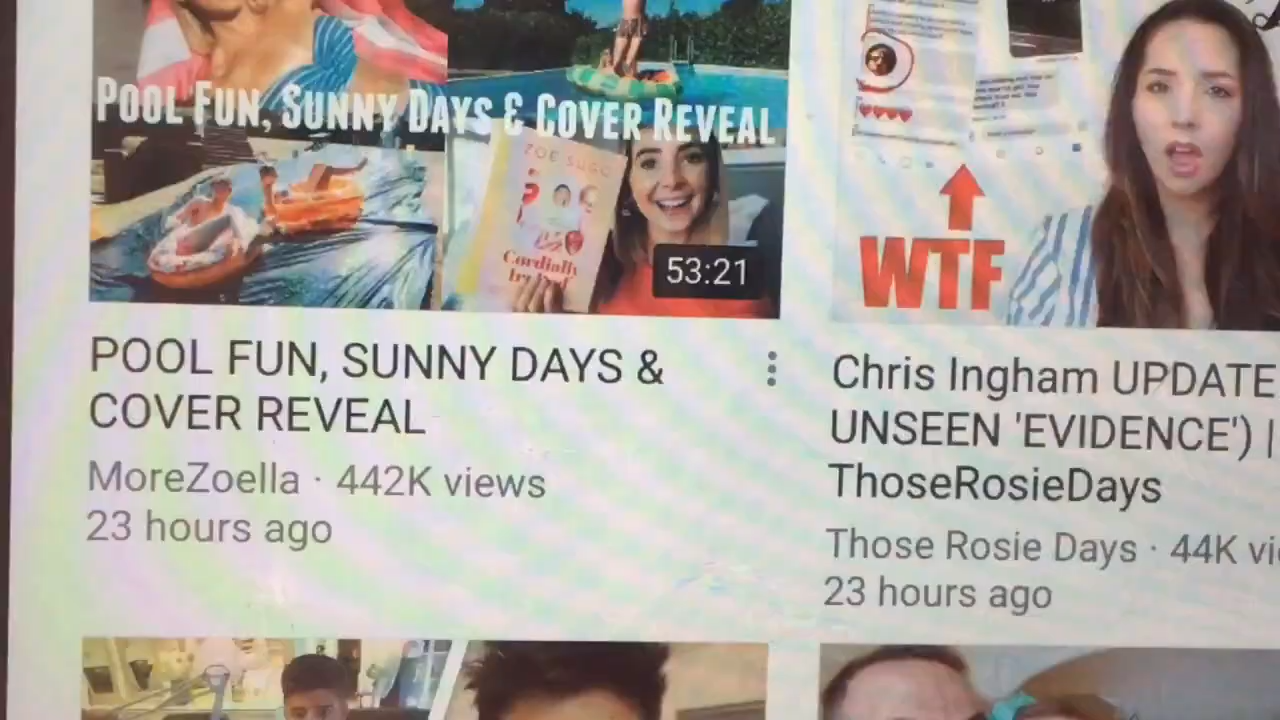 POOL FUN, SUNNY DAYS & COVER REVEAL
ZOE SUGG
Cordially
53:21
WTF
POOL FUN, SUNNY DAYS &
COVER REVEAL
MoreZoella · 442K views
23 hours ago
Chris Ingham UPDATE
UNSEEN 'EVIDENCE') |
ThoseRosieDays
Those Rosie Days · 44K
23 hours ago